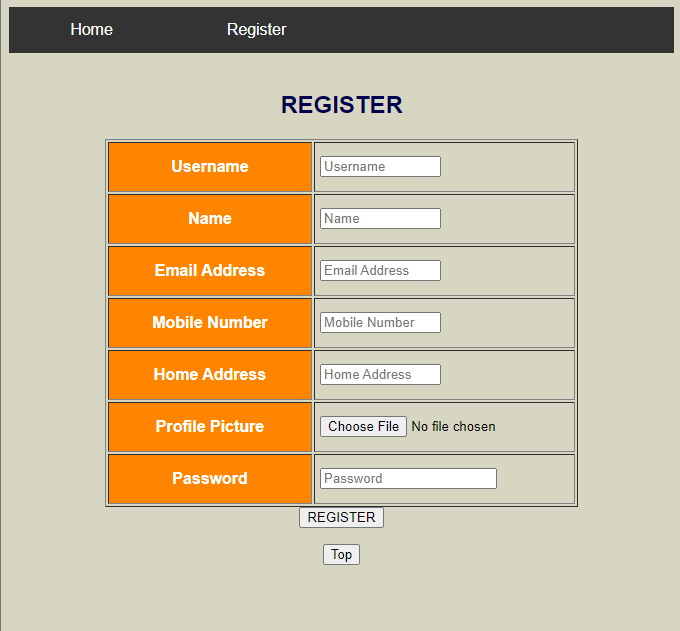 Home Register
REGISTER
Username Username
Name Name
Email Address Email Address
Mobile Number Mobile Number
Home Address Home Address
Profile Picture Choose File No file chosen
Password Password
REGISTER
Top